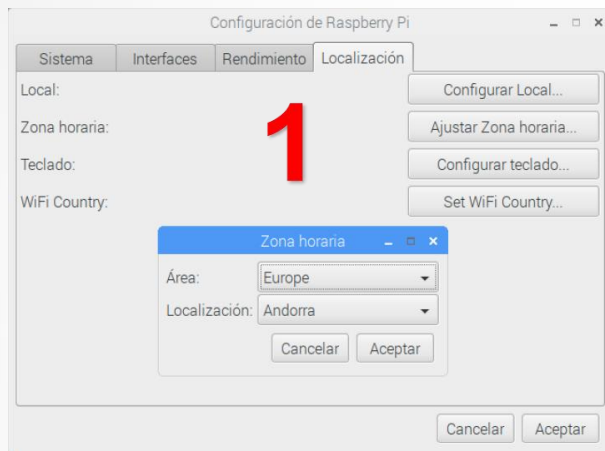 Configuración de Raspberry Pi
Sistema Interfaces Rendimiento Localización
Local: Configurar Local...
Zona horaria: Ajustar Zona horaria...
Teclado: Configurar teclado...
WiFi Country: Set WiFi Country...
1
Zona horaria
Área: Europe
Localización: Andorra
Cancelar Aceptar
Cancelar Aceptar